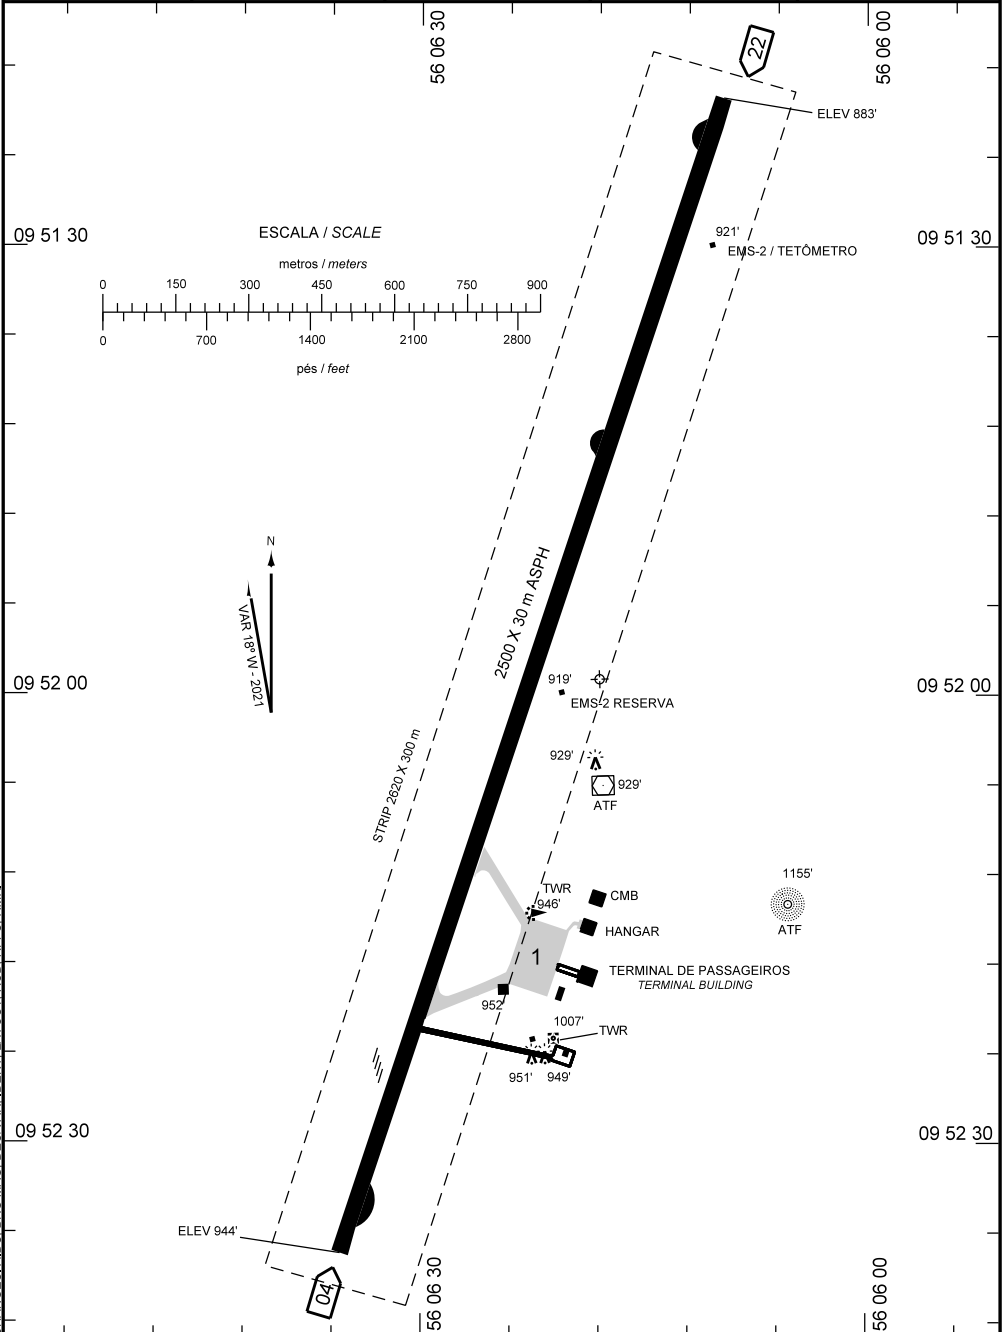 56 06 30
56 06 00
22
ELEV 883'
09 51 30
ESCALA / SCALE
09 51 30
921'
EMS-2 / TETÔMETRO
metros / meters
0 150 300 450 600 750 900
0 700 1400 2100 2800
pés / feet
N
VAR 18º W - 2021
2500 X 30 m ASPH
09 52 00
919'
EMS-2 RESERVA
09 52 00
STRIP 2620 X 300 m
929'
929'
ATF
1155'
ATF
TWR
946'
CMB
HANGAR
1
TERMINAL DE PASSAGEIROS
TERMINAL BUILDING
952'
1007'
TWR
951'
949'
09 52 30
09 52 30
ELEV 944'
04
56 06 30
56 06 00